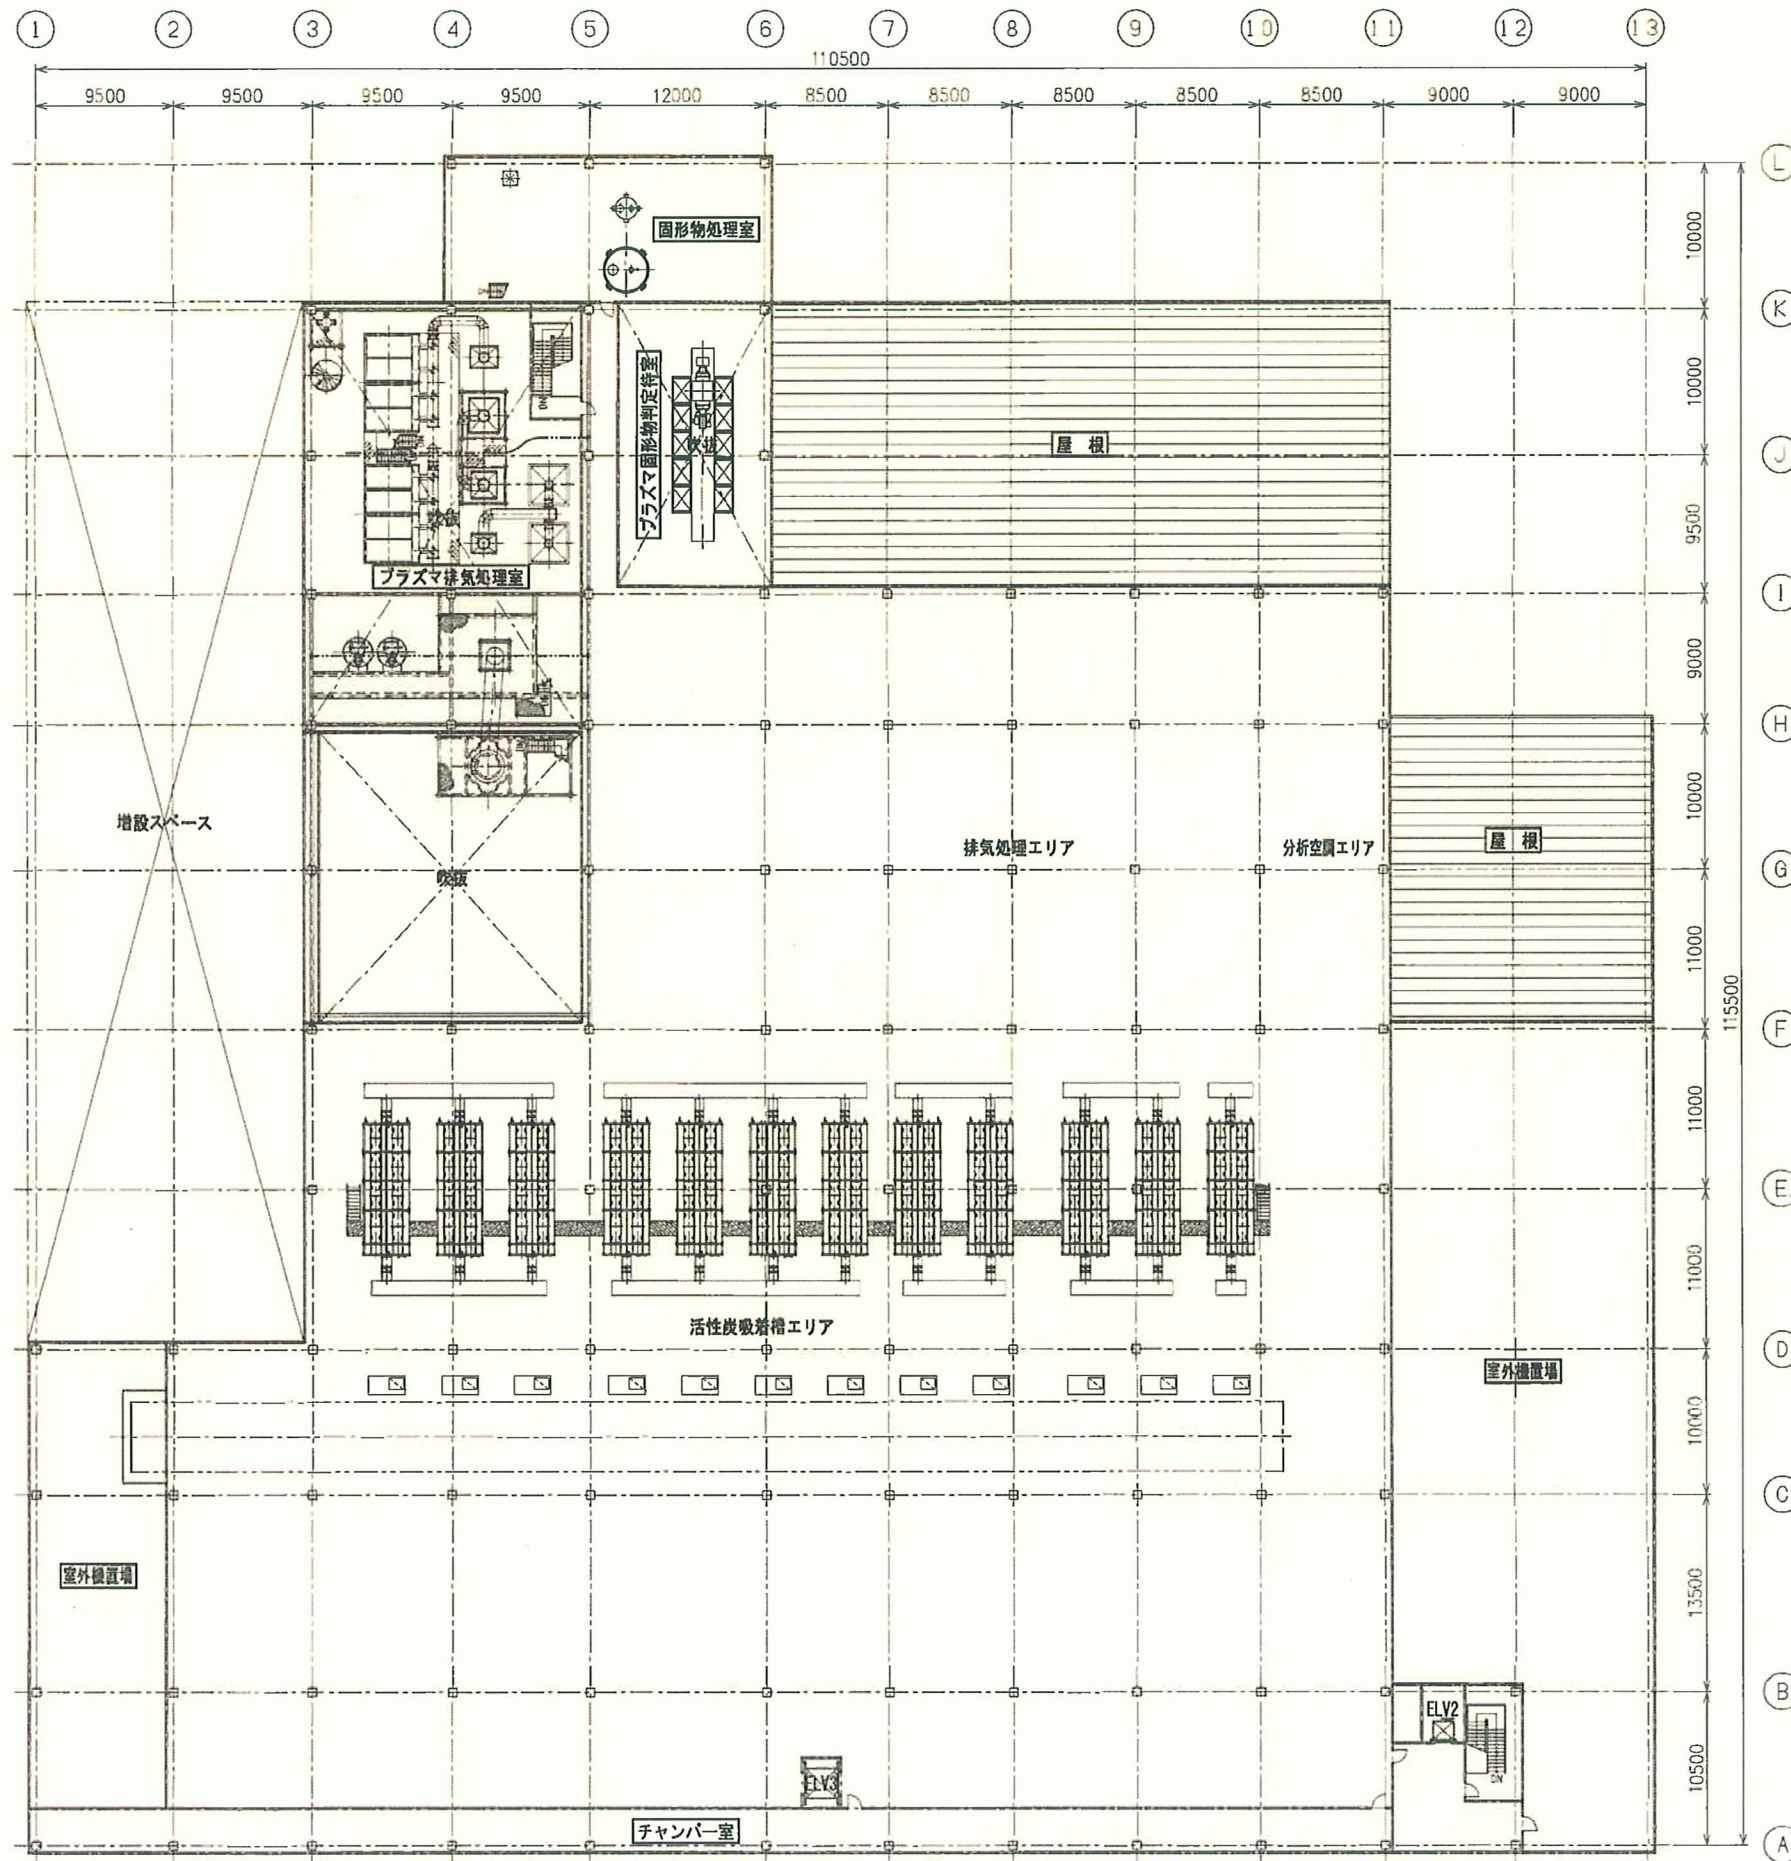 1 2 3 4 5 6 7 8 9 10 11 12 13
110500
9500 9500 9500 9500 12000 8500 8500 8500 8500 8500 9000 9000
L
10000
固形物処理室
K
10000
プラズマ固形物判定待室
吹抜
屋 根
J
9500
プラズマ排気処理室
I
9000
H
10000
増設スペース
排気処理エリア
分析空調エリア
屋 根
吹抜
G
11000
115500
F
11000
E
11000
活性炭吸着槽エリア
D
室外機置場
10000
C
室外機置場
13500
B
ELV2
DN
ELV3
10500
チャンバー室
A